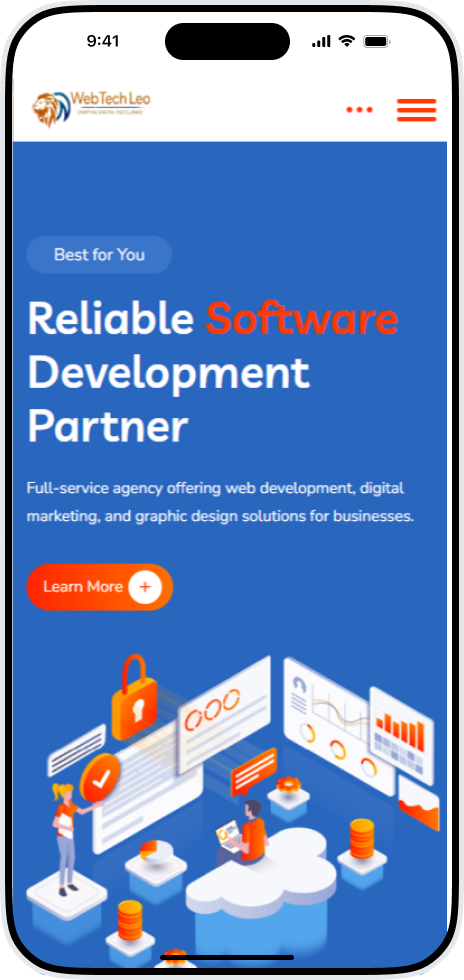 9:41
WebTech Leo
Best for You
Reliable Software
Development
Partner
Full-service agency offering web development, digital
marketing, and graphic design solutions for businesses.
Learn More +